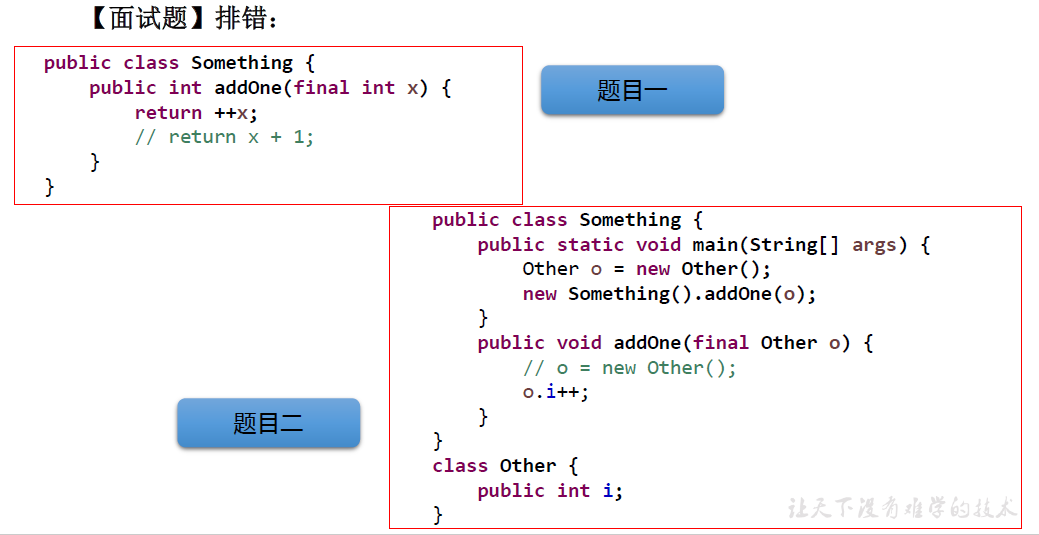 【面试题】排错：
public class Something {
public int addOne(final int x) {
return ++x;
// return x + 1;
}
}
题目一
public class Something {
public static void main(String[] args) {
Other o = new Other();
new Something().addOne(o);
}
public void addOne(final Other o) {
// o = new Other();
o.i++;
}
}
class Other {
public int i;
}
题目二
让天下没有难学的技术